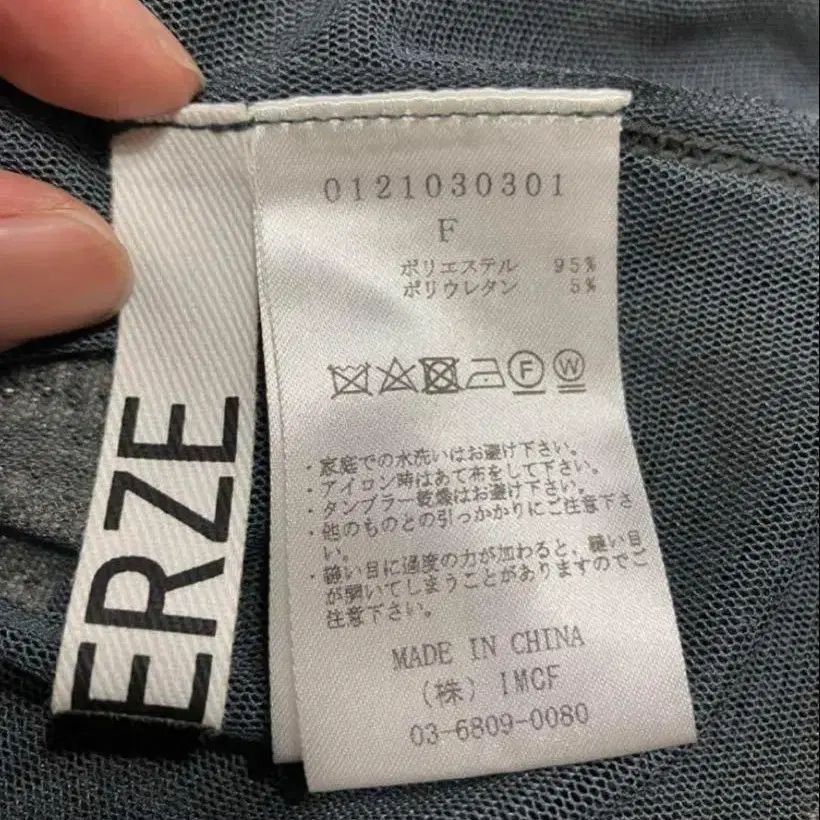 ERZE
0121030301
F
ポリエステル 95%
ポリウレタン 5%
F W
・家庭での水洗いはお避け下さい。
・アイロン時はあて布をして下さい。
・タンブラー乾燥はお避け下さい。
・他のものとの引っかかりにご注意下さ
い。
・縫い目に過度の力が加わると、縫い目
が開いてしまうことがありますのでご
注意下さい。
MADE IN CHINA
(株) IMCF
03-6809-0080